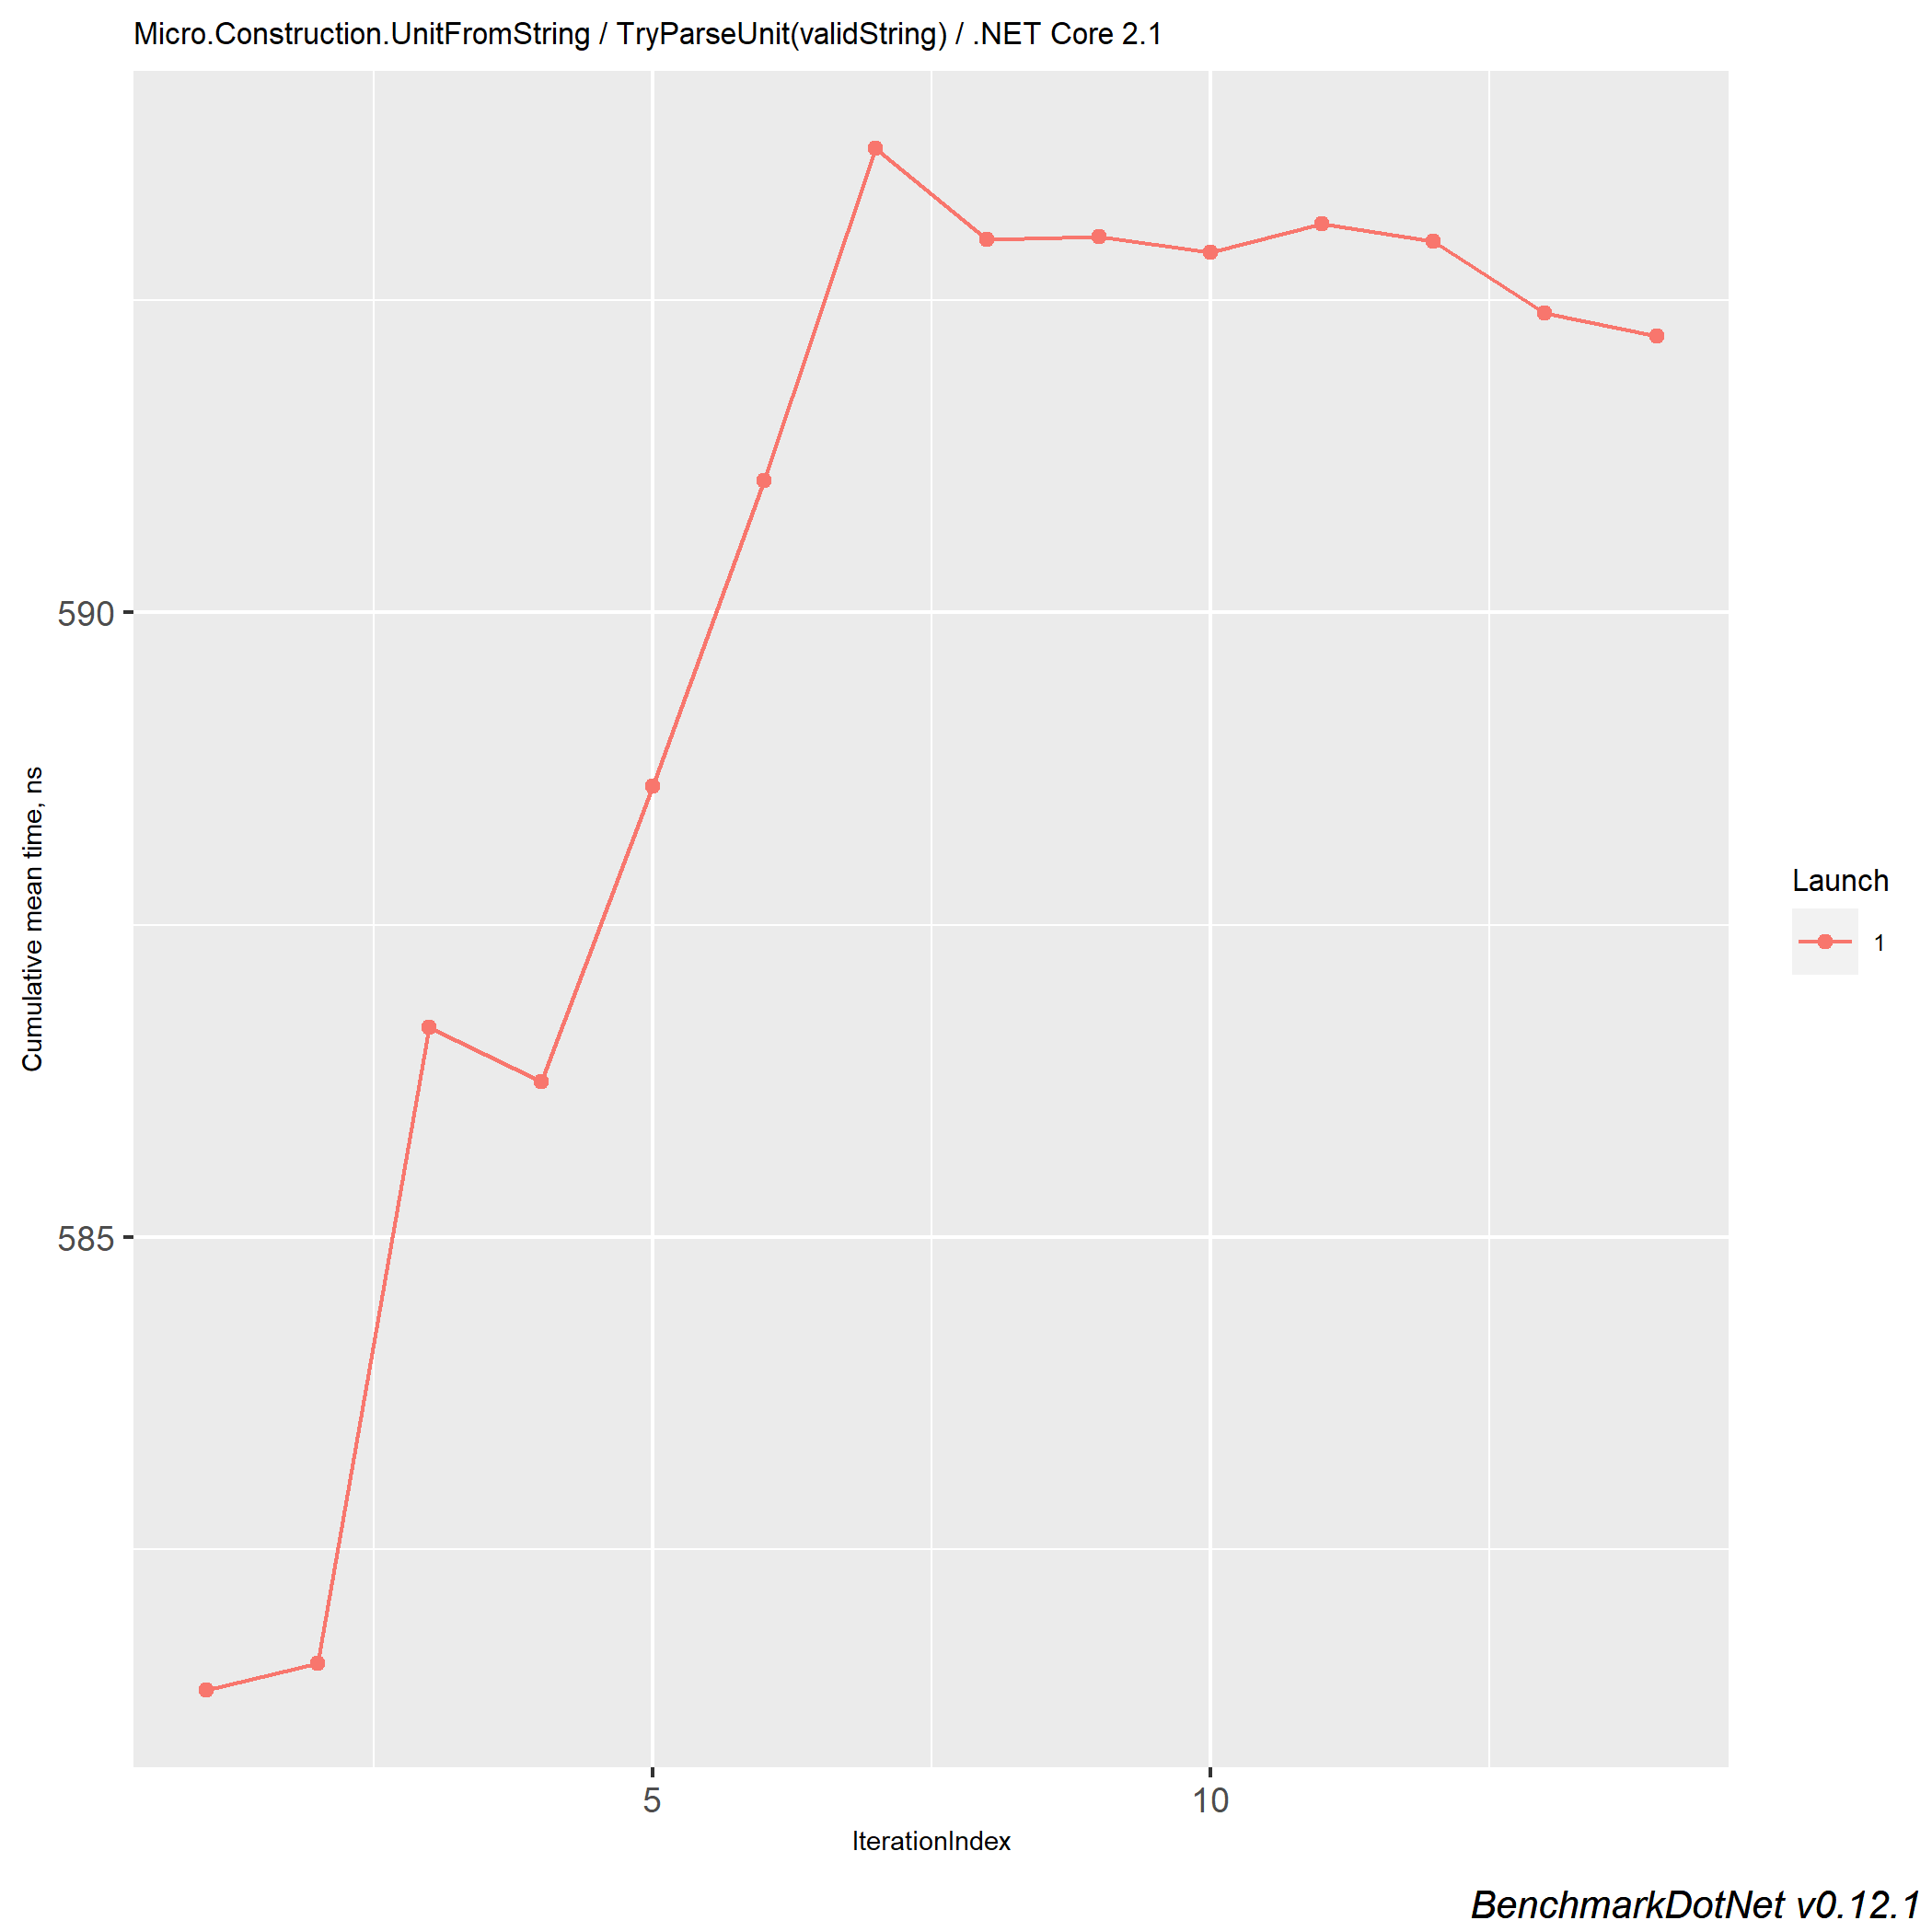 Micro.Construction.UnitFromString / TryParseUnit(validString) / .NET Core 2.1
Cumulative mean time, ns
590
585
5
10
IterationIndex
Launch
1
BenchmarkDotNet v0.12.1